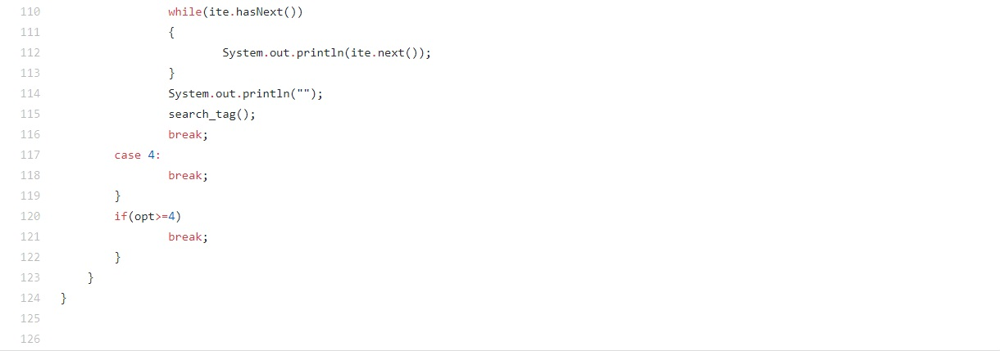 110 while(ite.hasNext())
111 {
112 System.out.println(ite.next());
113 }
114 System.out.println("");
115 search_tag();
116 break;
117 case 4:
118 break;
119 }
120 if(opt>=4)
121 break;
122 }
123 }
124 }
125
126